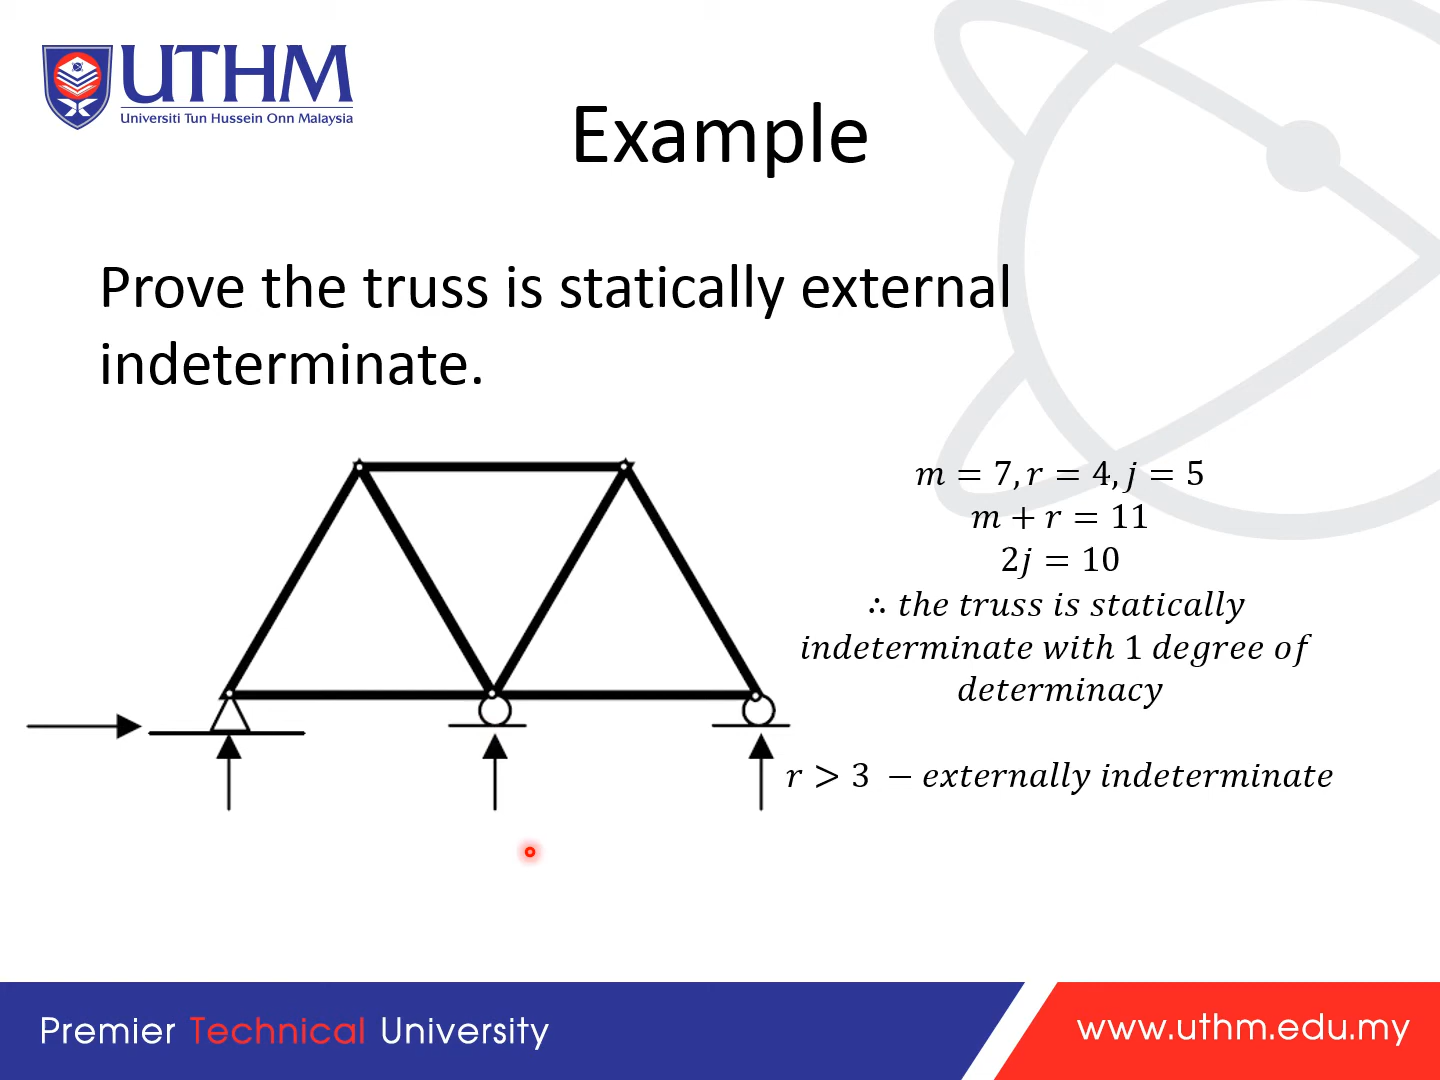 UTHM
Universiti Tun Hussein Onn Malaysia
Example
Prove the truss is statically external
indeterminate.
m = 7, r = 4, j = 5
m + r = 11
2j = 10
∴ the truss is statically
indeterminate with 1 degree of
determinacy
r > 3 − externally indeterminate
Premier Technical University
www.uthm.edu.my